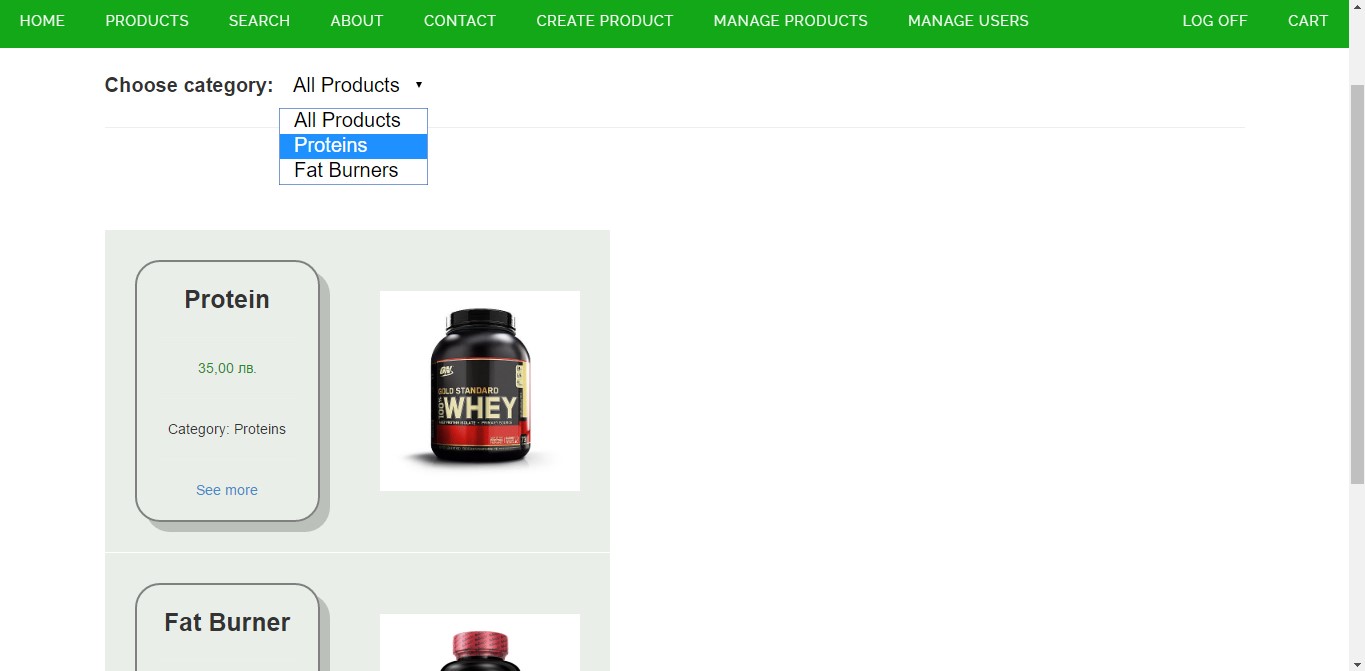 HOME PRODUCTS SEARCH ABOUT CONTACT CREATE PRODUCT MANAGE PRODUCTS MANAGE USERS LOG OFF CART
Choose category: All Products
All Products
Proteins
Fat Burners
Protein
35,00 лв.
Category: Proteins
See more
ON
GOLD STANDARD
100% WHEY
Fat Burner